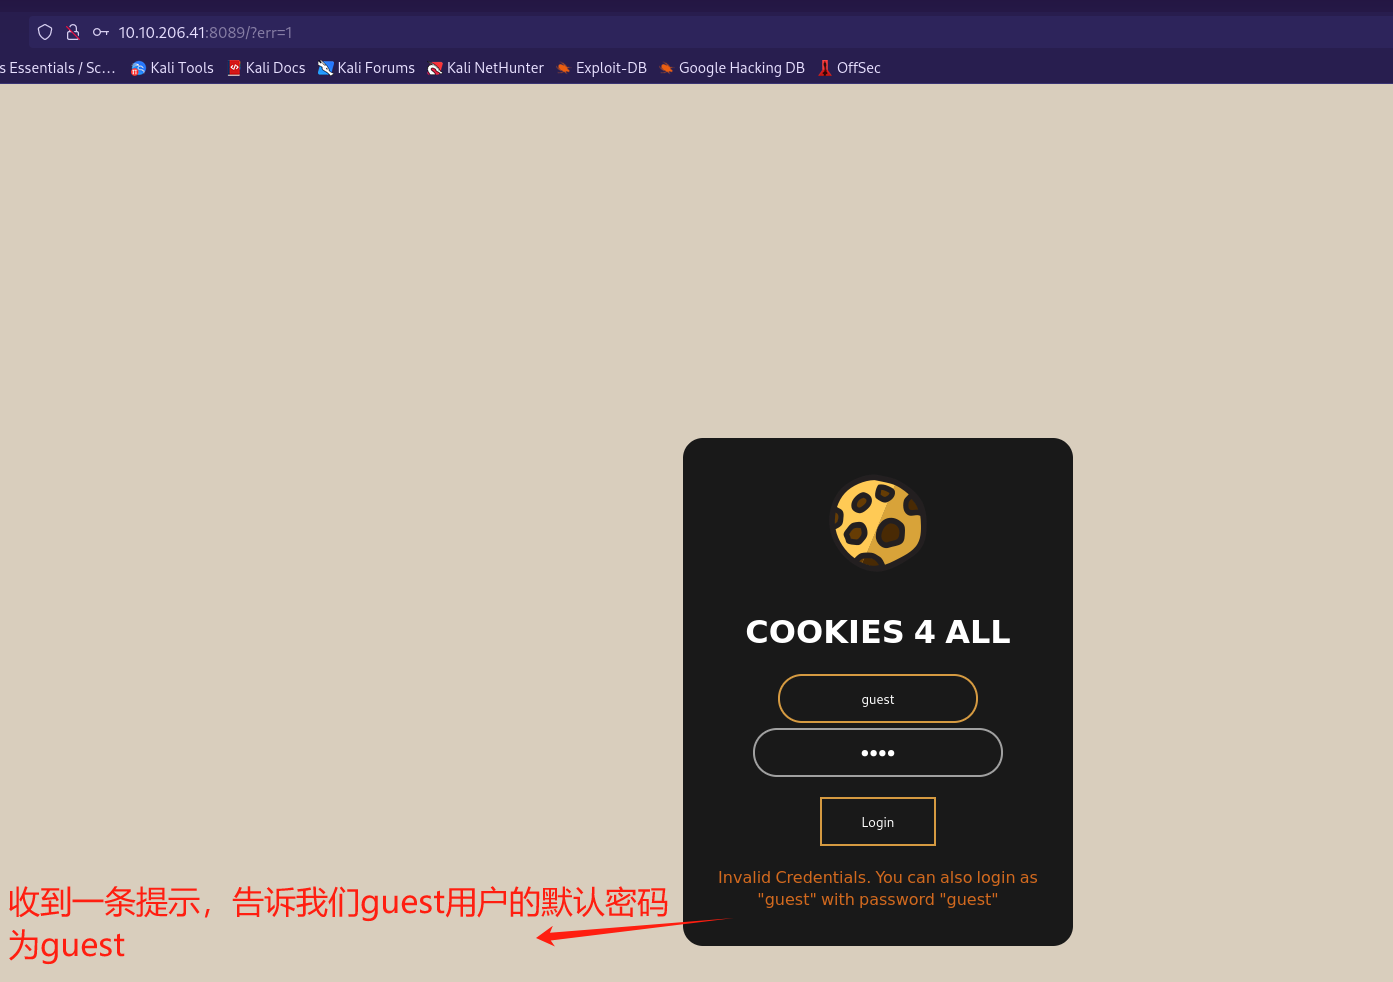 10.10.206.41:8089/?err=1
s Essentials / Sc... Kali Tools Kali Docs Kali Forums Kali NetHunter Exploit-DB Google Hacking DB OffSec
COOKIES 4 ALL
guest
••••
Login
Invalid Credentials. You can also login as
"guest" with password "guest"
收到一条提示，告诉我们guest用户的默认密码
为guest